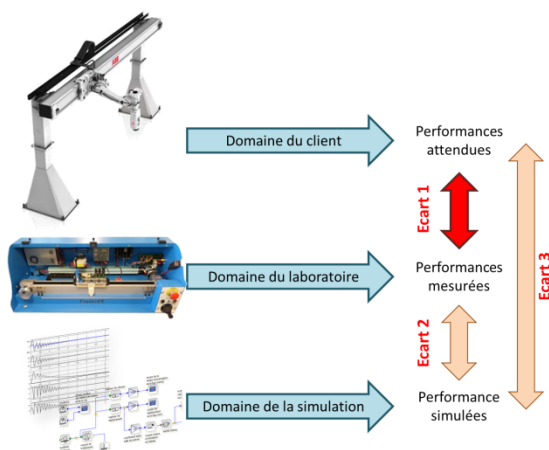 Domaine du client
Performances
attendues
Ecart 1
Ecart 3
Domaine du laboratoire
Performances
mesurées
Ecart 2
Domaine de la simulation
Performance
simulées